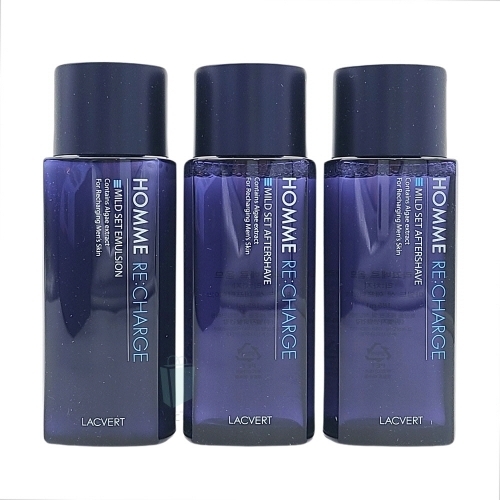 HOMME RE:CHARGE
MILD SET EMULSION
Contains Algae extract
For Recharging Men's Skin
LACVERT
HOMME RE:CHARGE
MILD SET AFTERSHAVE
Contains Algae extract
For Recharging Men's Skin
LACVERT
HOMME RE:CHARGE
MILD SET AFTERSHAVE
Contains Algae extract
For Recharging Men's Skin
LACVERT